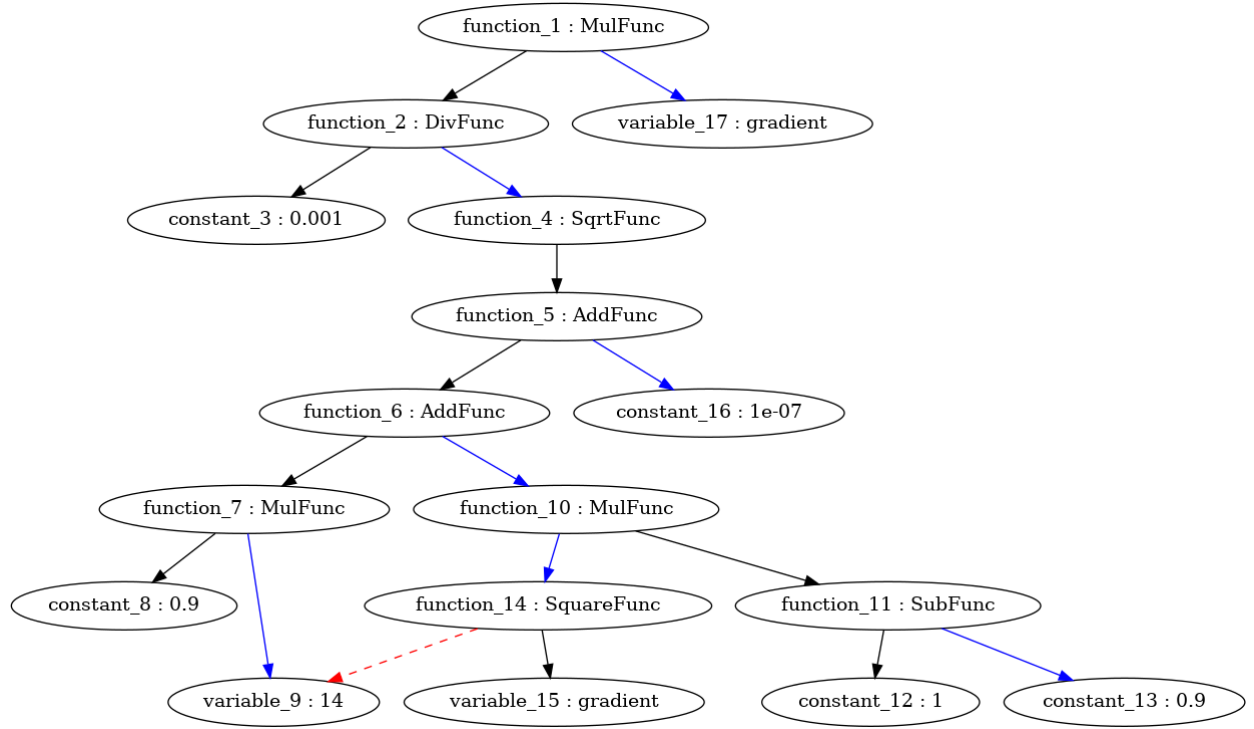 function_1 : MulFunc
function_2 : DivFunc
variable_17 : gradient
constant_3 : 0.001
function_4 : SqrtFunc
function_5 : AddFunc
function_6 : AddFunc
constant_16 : 1e-07
function_7 : MulFunc
function_10 : MulFunc
constant_8 : 0.9
function_14 : SquareFunc
function_11 : SubFunc
variable_9 : 14
variable_15 : gradient
constant_12 : 1
constant_13 : 0.9